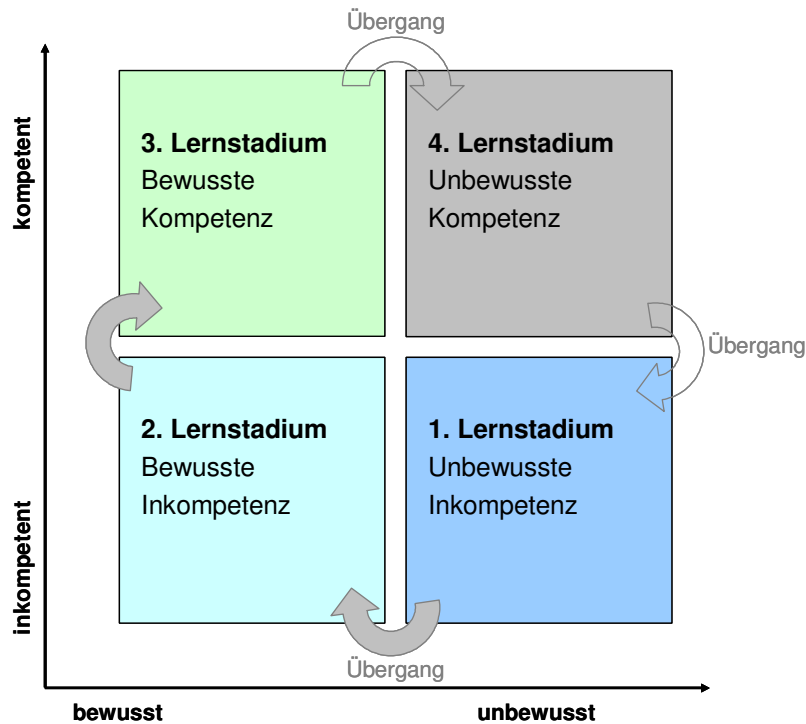 Übergang
kompetent
3. Lernstadium
Bewusste
Kompetenz
4. Lernstadium
Unbewusste
Kompetenz
Übergang
inkompetent
2. Lernstadium
Bewusste
Inkompetenz
1. Lernstadium
Unbewusste
Inkompetenz
Übergang
bewusst
unbewusst